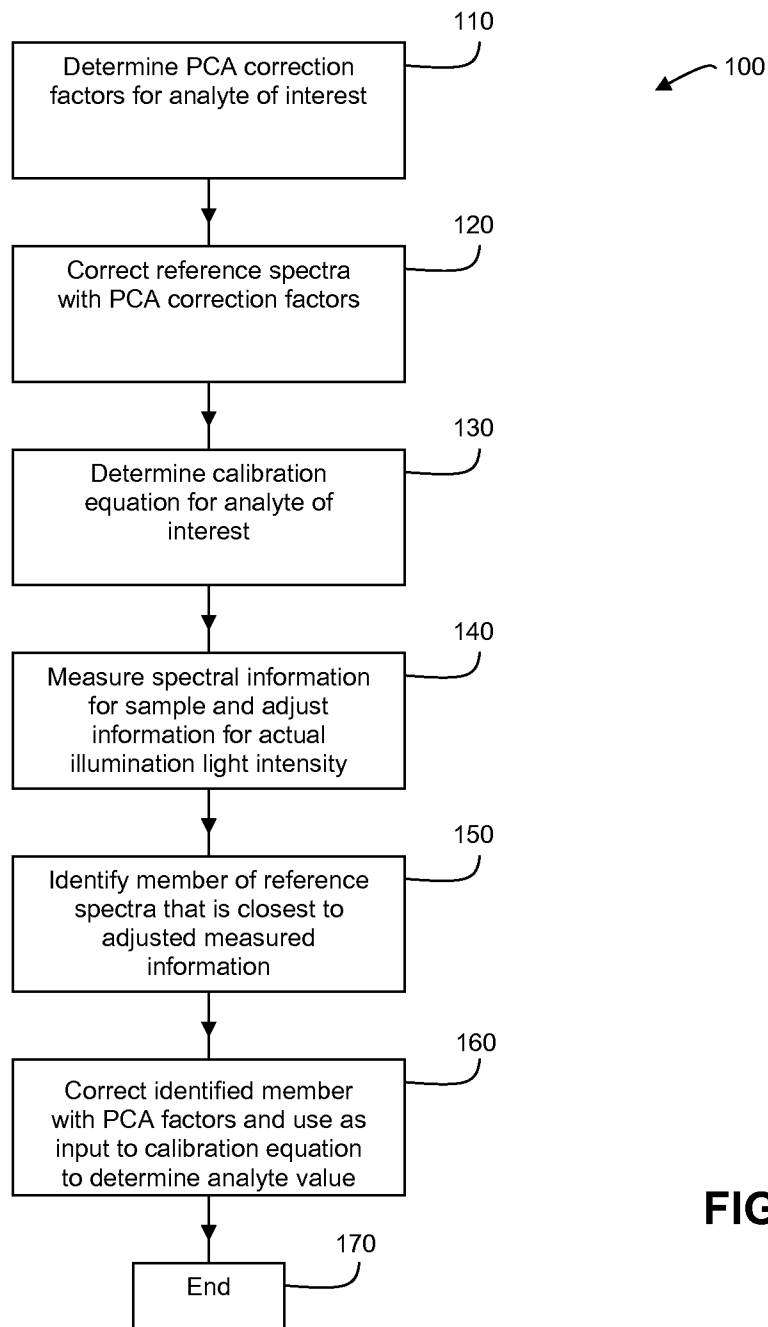 110
Determine PCA correction
factors for analyte of interest
100
120
Correct reference spectra
with PCA correction factors
130
Determine calibration
equation for analyte of
interest
140
Measure spectral information
for sample and adjust
information for actual
illumination light intensity
150
Identify member of reference
spectra that is closest to
adjusted measured
information
160
Correct identified member
with PCA factors and use as
input to calibration equation
to determine analyte value
FIG
170
End